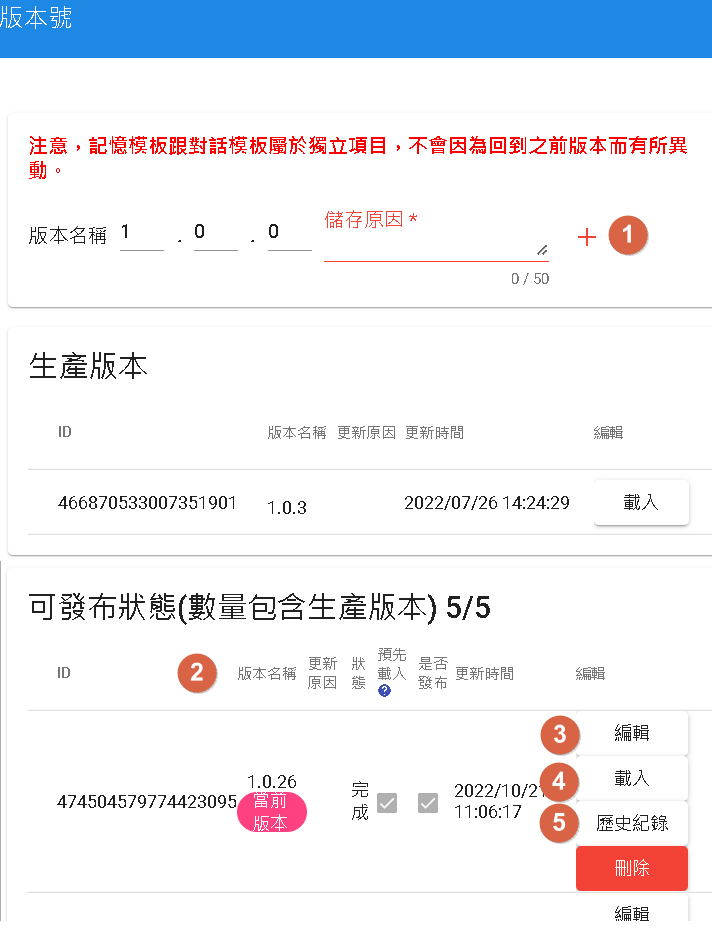 版本號
注意，記憶模板跟對話模板屬於獨立項目，不會因為回到之前版本而有所異
動。
版本名稱 1 . 0 . 0 儲存原因 * + 1
0 / 50
生產版本
ID 版本名稱 更新原因 更新時間 編輯
466870533007351901 1.0.3 2022/07/26 14:24:29 載入
可發布狀態(數量包含生產版本) 5/5
ID 2 版本名稱 更新原因 狀態 預先載入 ? 是否發布 更新時間 編輯
3 編輯
474504579774423095 1.0.26 當前版本 完成 2022/10/21 11:06:17 4 載入
5 歷史紀錄
刪除
編輯